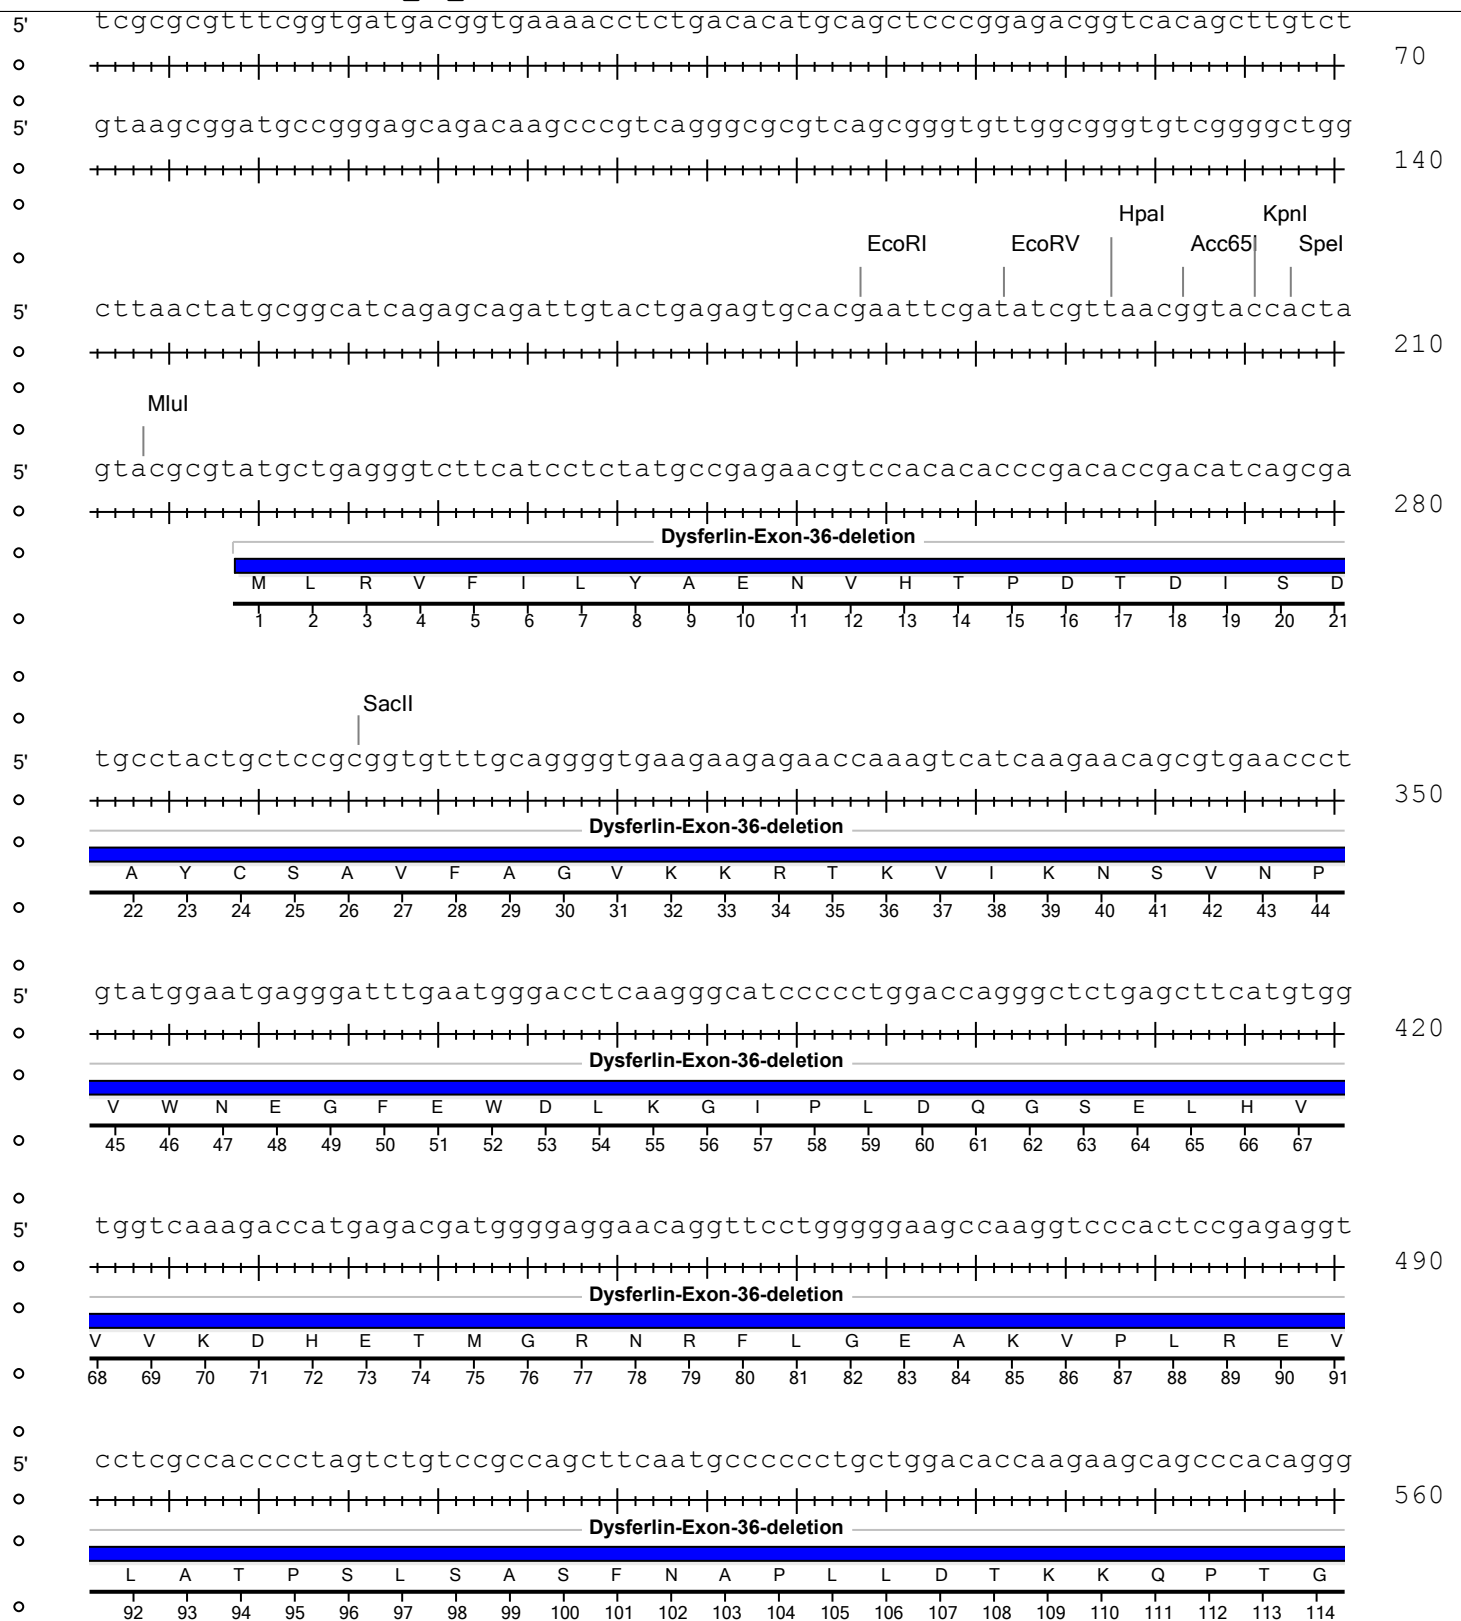 5' tcgcgcgtttcggtgatgacggtgaaaacctctgacacatgcagctcccggagacggtcacagcttgtct
70
5' gtaagcggatgccgggagcagacaagcccgtcagggcgcgtcagcgggtgttggcgggtgtcggggctgg
140
HpaI KpnI
EcoRI EcoRV Acc65I SpeI
5' cttaactatgcggcatcagagcagattgtactgagagtgcacgaattcgatatcgttaacggtaccacta
210
MluI
5' gtacgcgtatgctgagggtcttcatcctctatgccgagaacgtccacacacccgacaccgacatcagcga
280
Dysferlin-Exon-36-deletion
M L R V F I L Y A E N V H T P D T D I S D
1 2 3 4 5 6 7 8 9 10 11 12 13 14 15 16 17 18 19 20 21
SacII
5' tgcctactgctccgcggtgtttgcaggggtgaagaagagaaccaaagtcatcaagaacagcgtgaaccct
350
Dysferlin-Exon-36-deletion
A Y C S A V F A G V K K R T K V I K N S V N P
22 23 24 25 26 27 28 29 30 31 32 33 34 35 36 37 38 39 40 41 42 43 44
5' gtatggaatgagggatttgaatgggacctcaagggcatccccctggaccagggctctgagcttcatgtgg
420
Dysferlin-Exon-36-deletion
V W N E G F E W D L K G I P L D Q G S E L H V
45 46 47 48 49 50 51 52 53 54 55 56 57 58 59 60 61 62 63 64 65 66 67
5' tggtcaaagaccatgagacgatggggaggaacaggttcctgggggaagccaaggtcccactccgagaggt
490
Dysferlin-Exon-36-deletion
V V K D H E T M G R N R F L G E A K V P L R E V
68 69 70 71 72 73 74 75 76 77 78 79 80 81 82 83 84 85 86 87 88 89 90 91
5' cctcgccacccctagtctgtccgccagcttcaatgcccccctgctggacaccaagaagcagcccacaggg
560
Dysferlin-Exon-36-deletion
L A T P S L S A S F N A P L L D T K K Q P T G
92 93 94 95 96 97 98 99 100 101 102 103 104 105 106 107 108 109 110 111 112 113 114